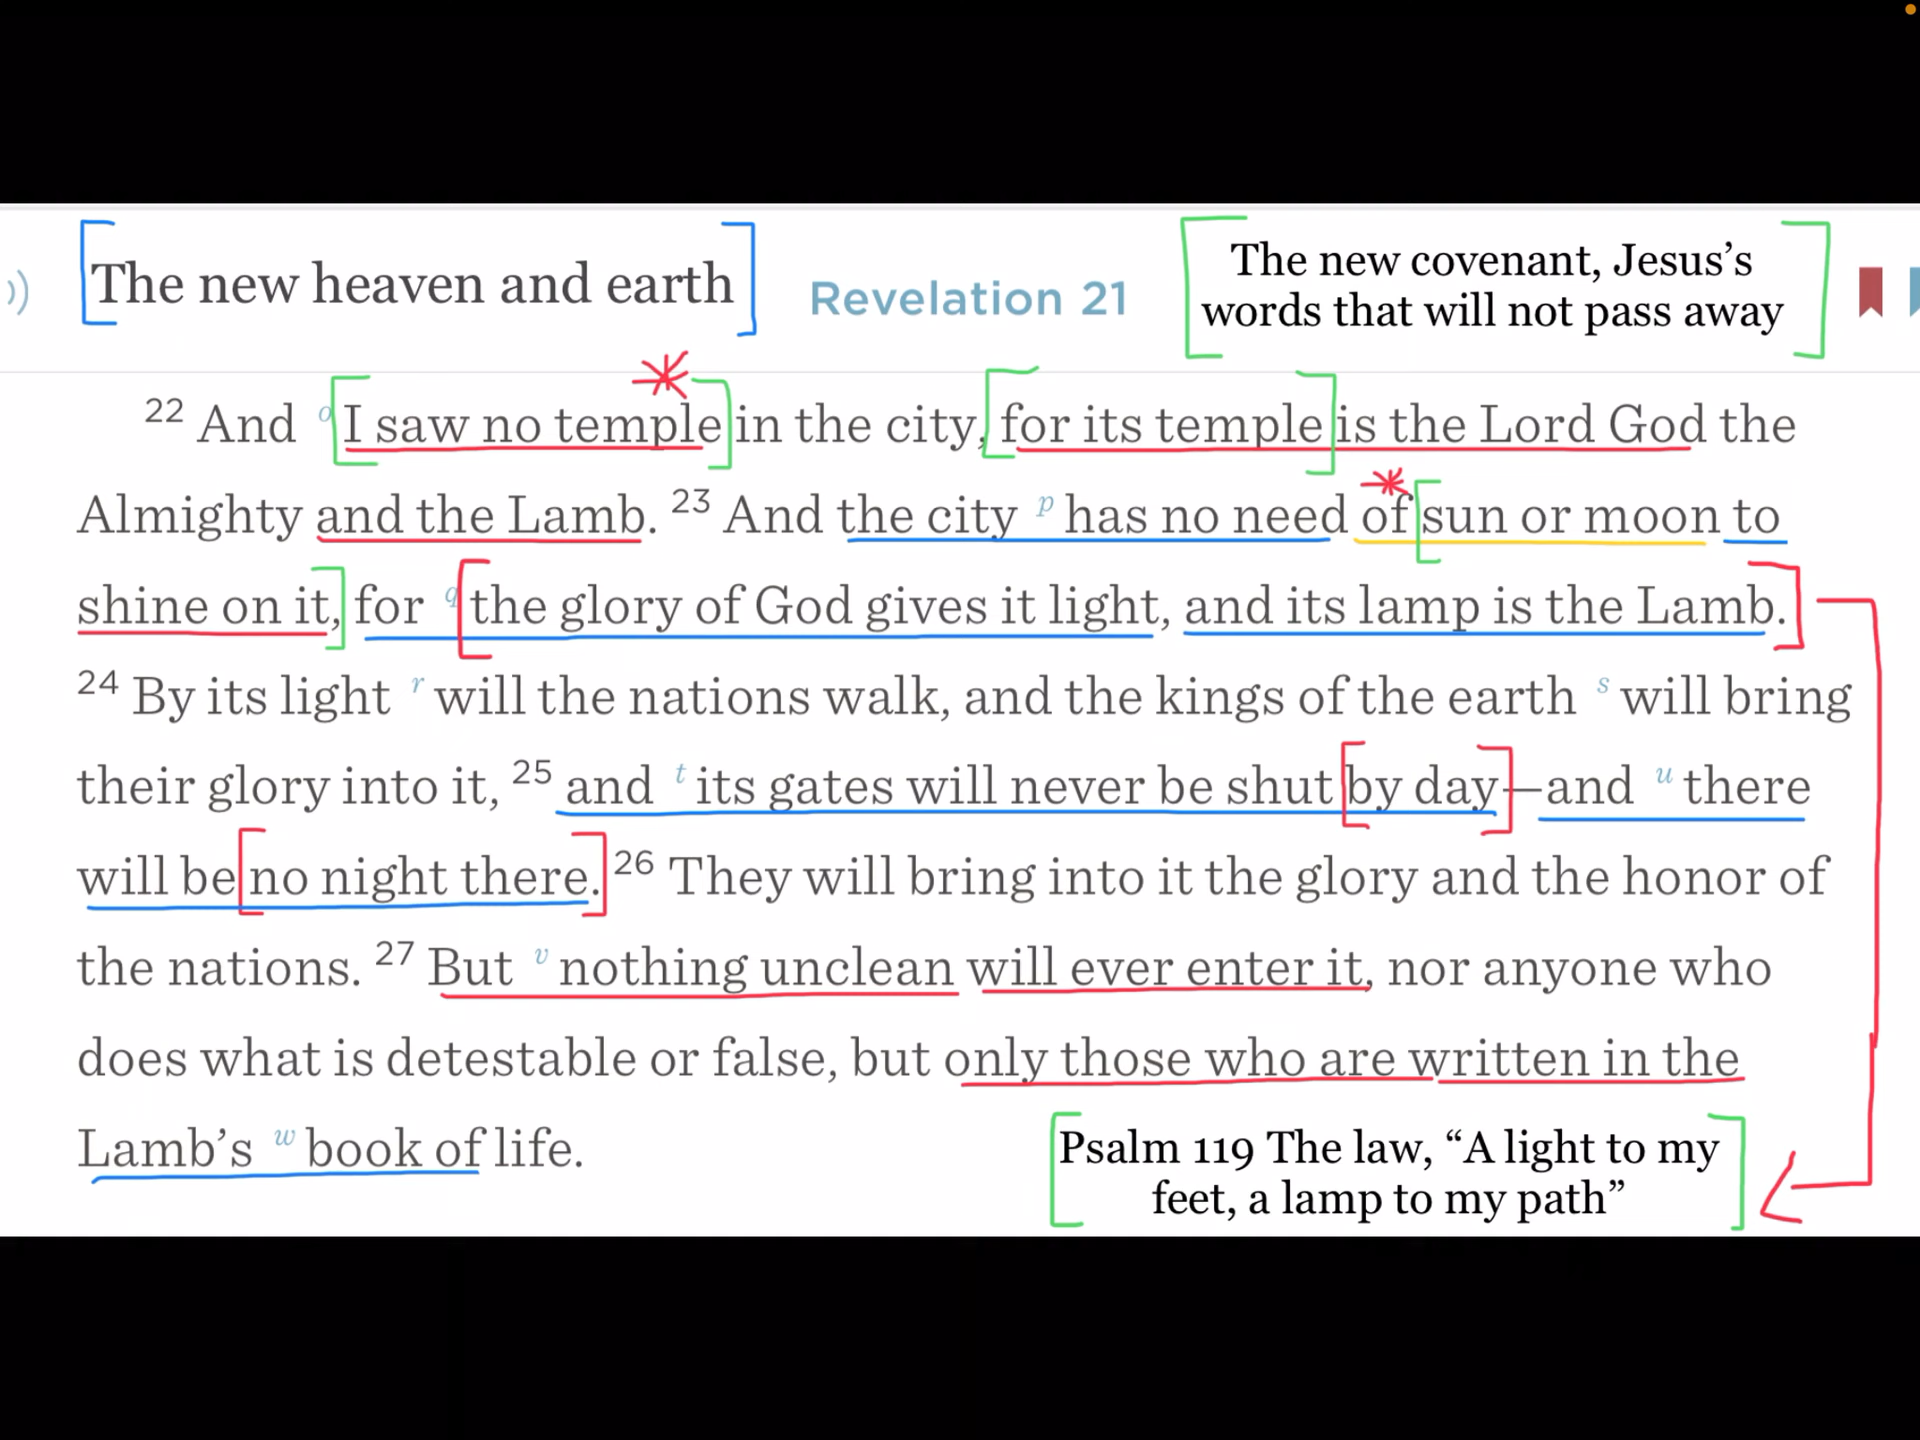 The new heaven and earth
Revelation 21
The new covenant, Jesus’s
words that will not pass away
22 And o I saw no temple in the city, for its temple is the Lord God the
Almighty and the Lamb. 23 And the city p has no need of sun or moon to
shine on it, for q the glory of God gives it light, and its lamp is the Lamb.
24 By its light r will the nations walk, and the kings of the earth s will bring
their glory into it, 25 and t its gates will never be shut by day—and u there
will be no night there. 26 They will bring into it the glory and the honor of
the nations. 27 But v nothing unclean will ever enter it, nor anyone who
does what is detestable or false, but only those who are written in the
Lamb’s w book of life.
Psalm 119 The law, “A light to my
feet, a lamp to my path”